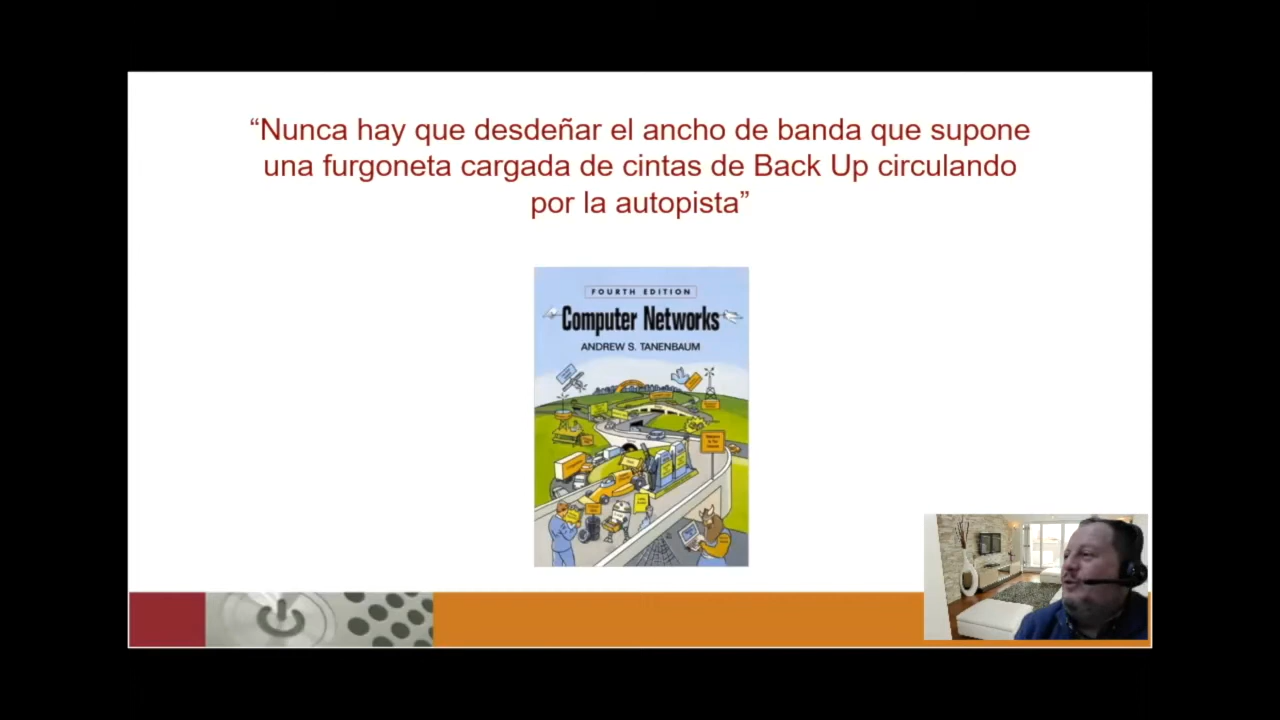 “Nunca hay que desdeñar el ancho de banda que supone
una furgoneta cargada de cintas de Back Up circulando
por la autopista”
FOURTH EDITION
Computer Networks
ANDREW S. TANENBAUM